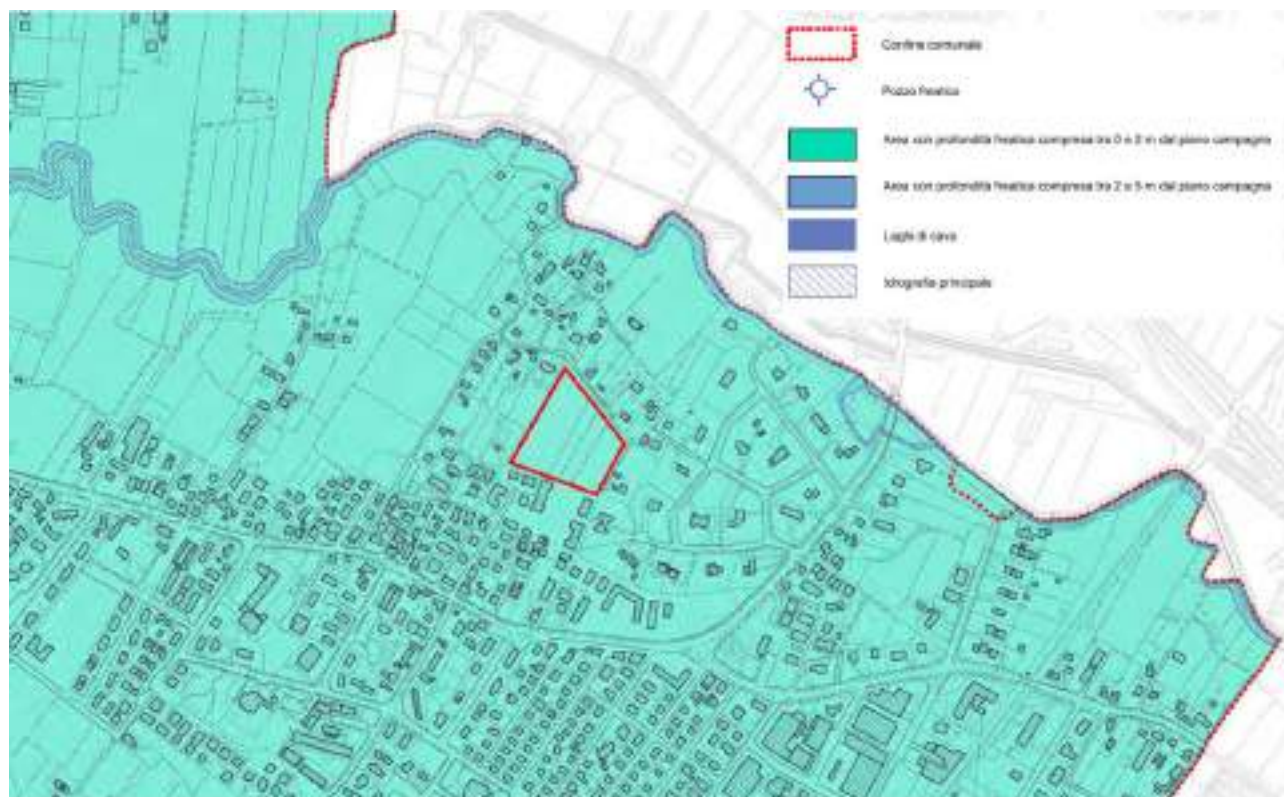 Confine comunale
Pozzo freatico
Area con profondità freatica compresa tra 0 e 2 m dal piano campagna
Area con profondità freatica compresa tra 2 e 5 m dal piano campagna
Laghi di cava
Idrografia principale